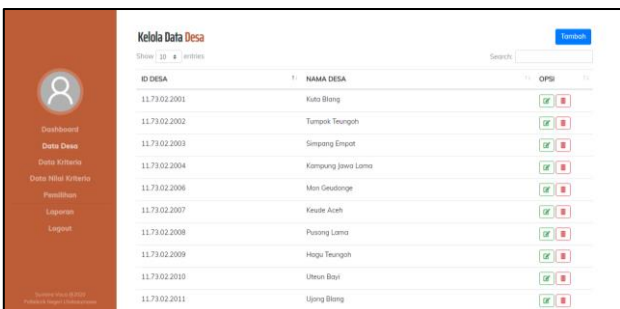 Kelola Data Desa
Tambah
Show 10 entries
Search:
ID DESA NAMA DESA OPSI
11.73.02.2001 Kuta Blang
11.73.02.2002 Tumpok Teungoh
11.73.02.2003 Simpang Empat
11.73.02.2004 Kampung Jawa Lama
11.73.02.2006 Mon Geudong
11.73.02.2007 Keude Aceh
11.73.02.2008 Pusong Lama
11.73.02.2009 Hagu Teungoh
11.73.02.2010 Uteun Bayi
11.73.02.2011 Ujong Blang
Dashboard
Data Desa
Data Kriteria
Data Nilai Kriteria
Pemilihan
Laporan
Logout
Politeknik Negeri Lhokseumawe